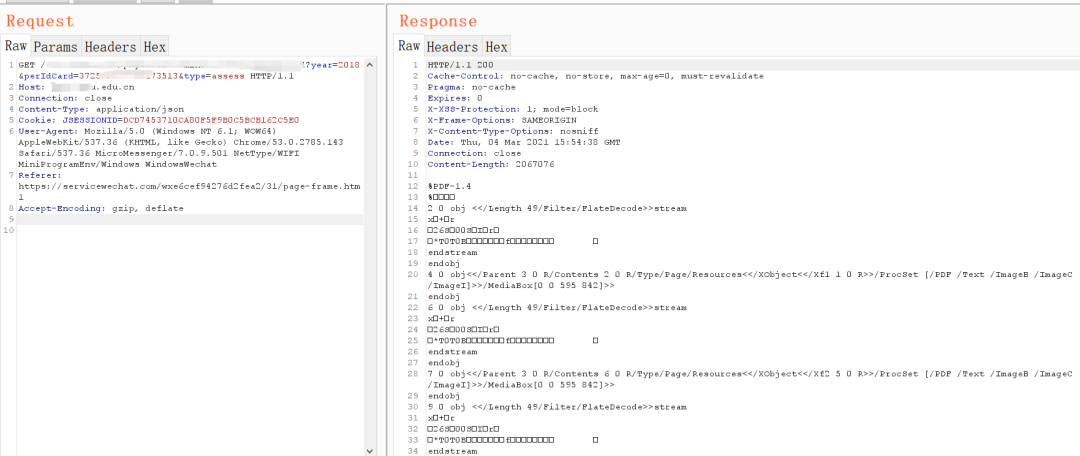 Request
Raw Params Headers Hex
1 GET / 1?year=2018
&perIdCard=3725 73513&type=assess HTTP/1.1
2 Host: u.edu.cn
3 Connection: close
4 Content-Type: application/json
5 Cookie: JSESSIONID=DCD7453710CA80F5F9B0C5BCB162C5E0
6 User-Agent: Mozilla/5.0 (Windows NT 6.1; WOW64)
AppleWebKit/537.36 (KHTML, like Gecko) Chrome/53.0.2785.143
Safari/537.36 MicroMessenger/7.0.9.501 NetType/WIFI
MiniProgramEnv/Windows WindowsWechat
7 Referer:
https://servicewechat.com/wxe6cef94276d2fea2/31/page-frame.htm
l
8 Accept-Encoding: gzip, deflate
9
10
Response
Raw Headers Hex
1 HTTP/1.1 200
2 Cache-Control: no-cache, no-store, max-age=0, must-revalidate
3 Pragma: no-cache
4 Expires: 0
5 X-XSS-Protection: 1; mode=block
6 X-Frame-Options: SAMEORIGIN
7 X-Content-Type-Options: nosniff
8 Date: Thu, 04 Mar 2021 15:54:38 GMT
9 Connection: close
10 Content-Length: 2067076
11
12 %PDF-1.4
13 %□□□□
14 2 0 obj <</Length 49/Filter/FlateDecode>>stream
15 x□+□r
16 □26S□00S□I□r□
17 □*T0T0B□□□□□□□f□□□□□□□□ □
18 endstream
19 endobj
20 4 0 obj<</Parent 3 0 R/Contents 2 0 R/Type/Page/Resources<</XObject<</Xf1 1 0 R>>/ProcSet [/PDF /Text /ImageB /ImageC
/ImageI]>>/MediaBox[0 0 595 842]>>
21 endobj
22 6 0 obj <</Length 49/Filter/FlateDecode>>stream
23 x□+□r
24 □26S□00S□I□r□
25 □*T0T0B□□□□□□□f□□□□□□□□ □
26 endstream
27 endobj
28 7 0 obj<</Parent 3 0 R/Contents 6 0 R/Type/Page/Resources<</XObject<</Xf2 5 0 R>>/ProcSet [/PDF /Text /ImageB /ImageC
/ImageI]>>/MediaBox[0 0 595 842]>>
29 endobj
30 9 0 obj <</Length 49/Filter/FlateDecode>>stream
31 x□+□r
32 □26S□00S□I□r□
33 □*T0T0B□□□□□□□f□□□□□□□□ □
34 endstream